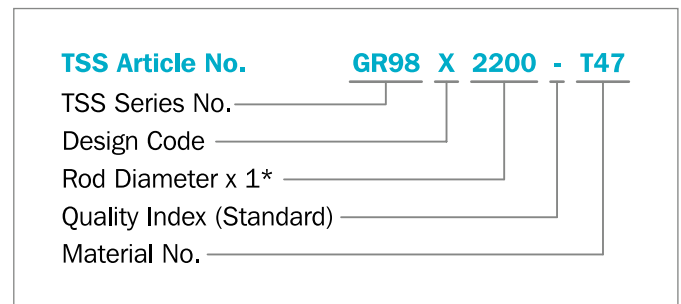 TSS Article No. GR98 X 2200 - T47
TSS Series No.
Design Code
Rod Diameter x 1*
Quality Index (Standard)
Material No.